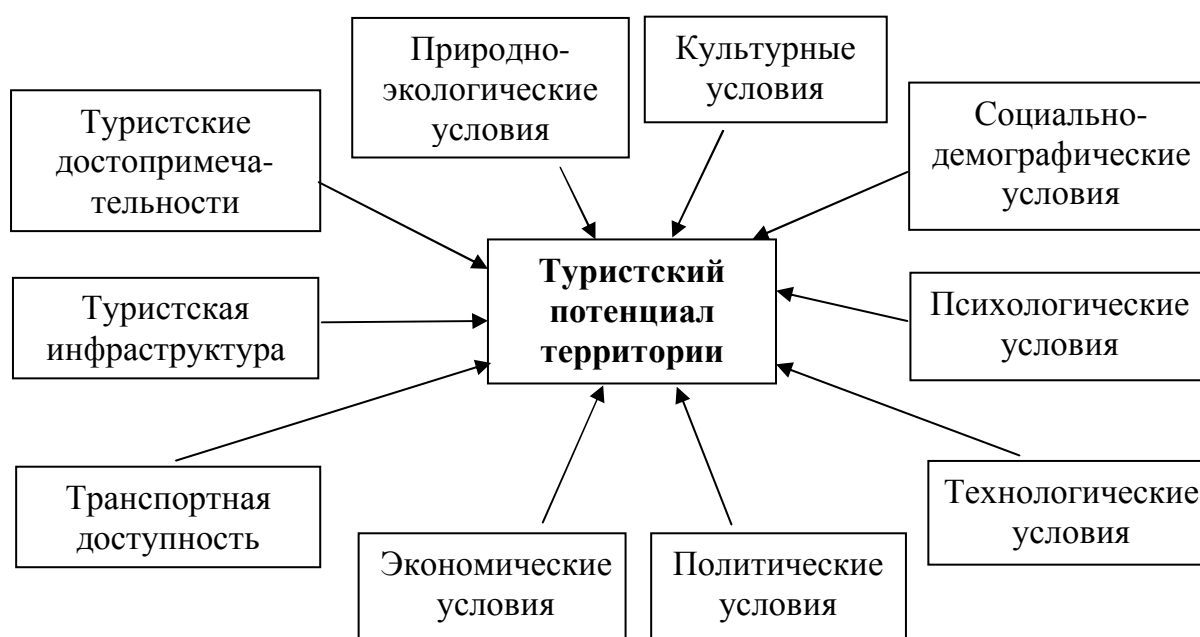 Природно-
экологические
условия
Культурные
условия
Туристские
достопримеча-
тельности
Социально-
демографические
условия
Туристский
потенциал
территории
Туристская
инфраструктура
Психологические
условия
Транспортная
доступность
Технологические
условия
Экономические
условия
Политические
условия